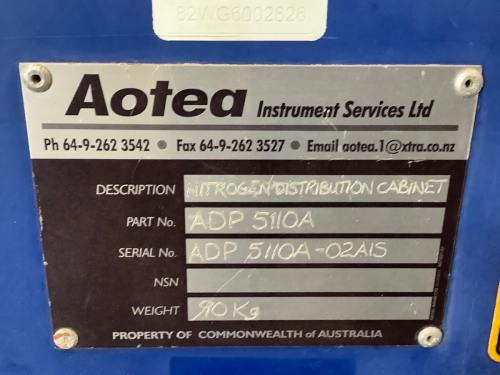 82WG6002626
Aotea Instrument Services Ltd
Ph 64-9-262 3542 • Fax 64-9-262 3527 • Email aotea.1@xtra.co.nz
DESCRIPTION NITROGEN DISTRIBUTION CABINET
PART No. ADP 5110A
SERIAL No. ADP 5110A-02A1S
NSN
WEIGHT 90 Kg
PROPERTY OF COMMONWEALTH of AUSTRALIA